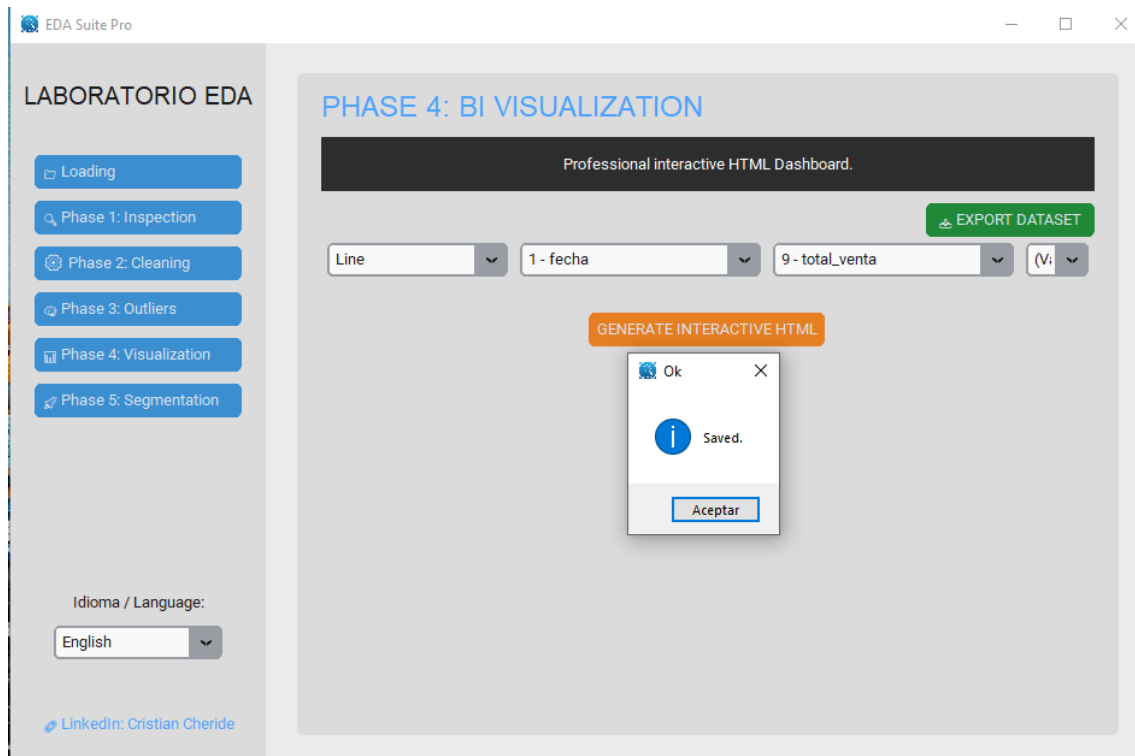 EDA Suite Pro
LABORATORIO EDA
Loading
Phase 1: Inspection
Phase 2: Cleaning
Phase 3: Outliers
Phase 4: Visualization
Phase 5: Segmentation
Idioma / Language:
English
LinkedIn: Cristian Cheride
PHASE 4: BI VISUALIZATION
Professional interactive HTML Dashboard.
EXPORT DATASET
Line
1 - fecha
9 - total_venta
GENERATE INTERACTIVE HTML
Ok
Saved.
Aceptar